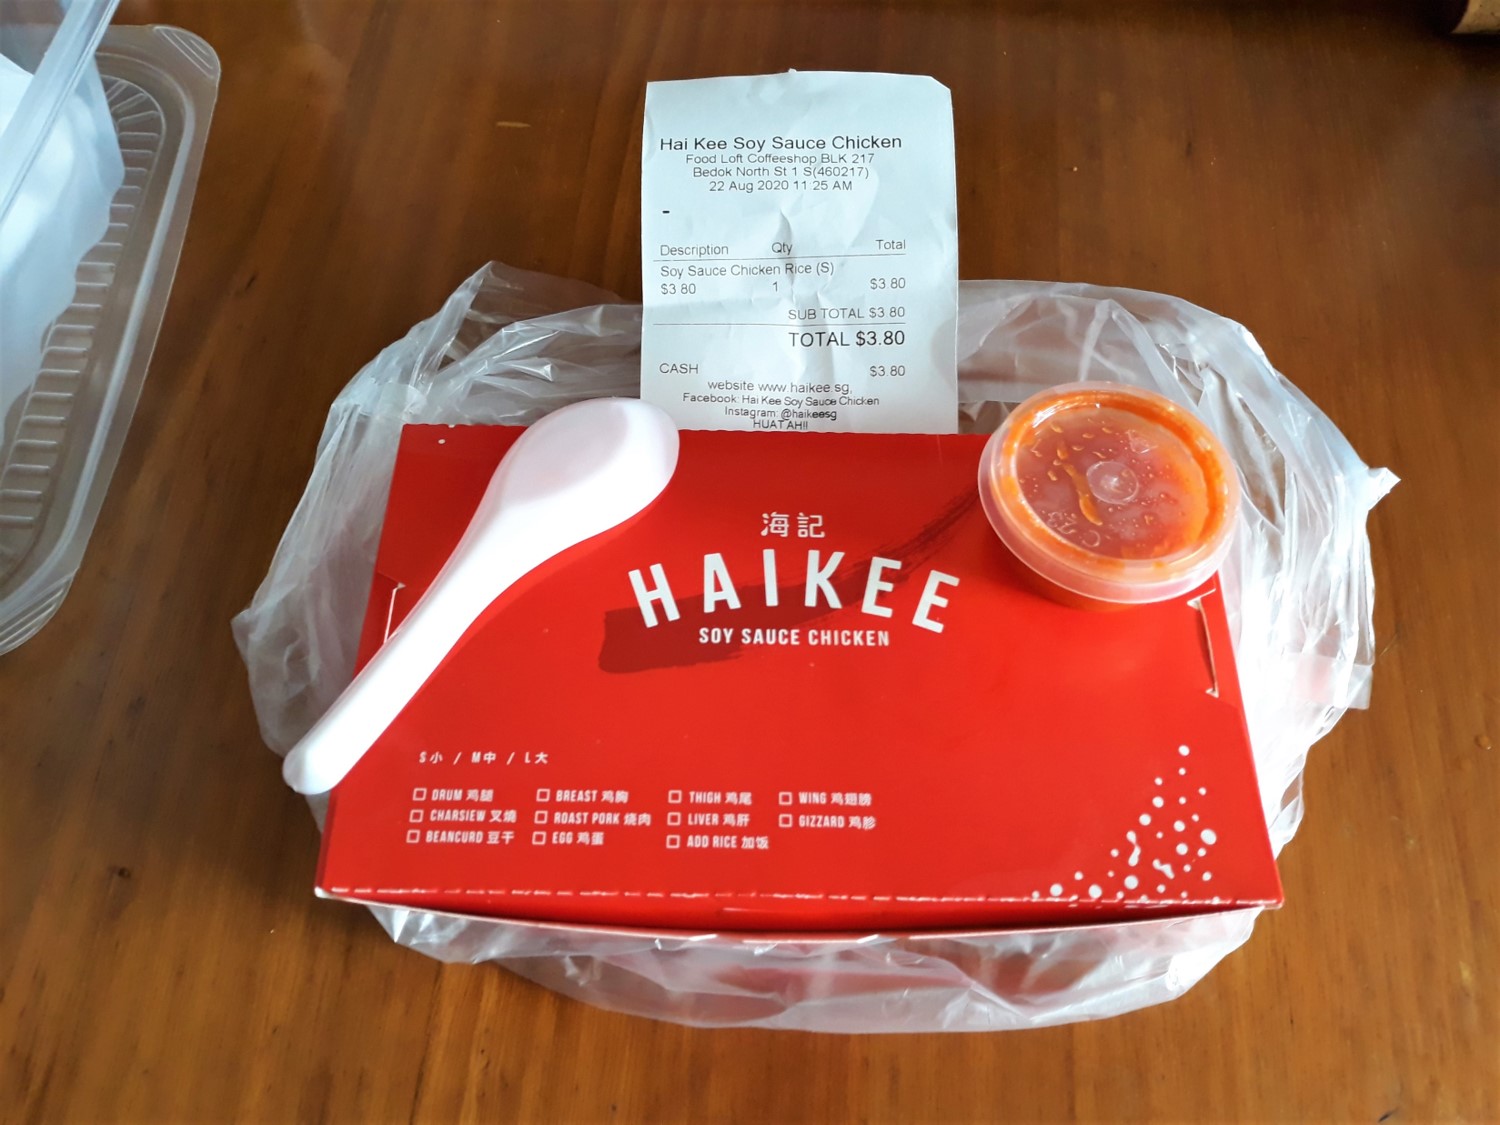 Hai Kee Soy Sauce Chicken
Food Loft Coffeeshop BLK 217
Bedok North St 1 S(460217)
22 Aug 2020 11 25 AM
-
Description Qty Total
Soy Sauce Chicken Rice (S)
$3 80 1 $3 80
SUB TOTAL $3 80
TOTAL $3.80
CASH $3 80
website www.haikee.sg,
Facebook: Hai Kee Soy Sauce Chicken
Instagram: @haikeesg
HUAT AH!!
海記
HAIKEE
SOY SAUCE CHICKEN
S小 / M中 / L大
DRUM 鸡腿 BREAST 鸡胸 THIGH 鸡尾 WING 鸡翅膀
CHARSIEW 叉燒 ROAST PORK 烧肉 LIVER 鸡肝 GIZZARD 鸡胗
BEANCURD 豆干 EGG 鸡蛋 ADD RICE 加饭